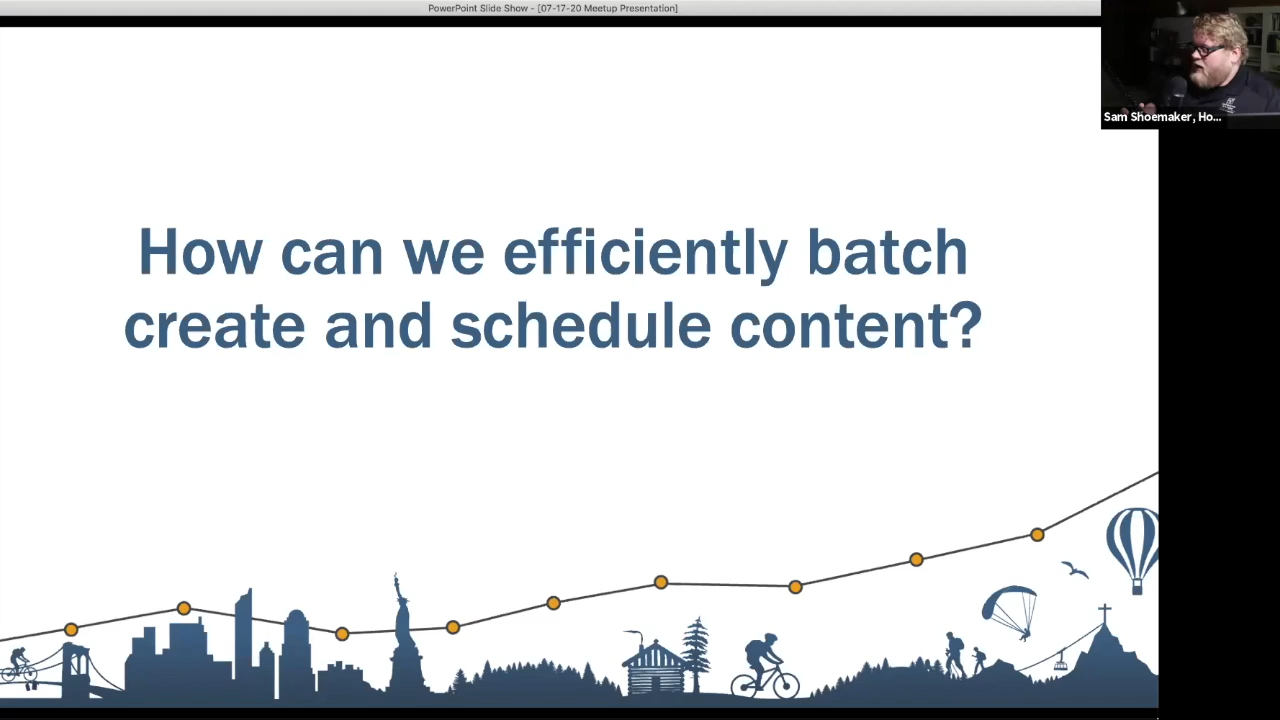 PowerPoint Slide Show - [07-17-20 Meetup Presentation]
Sam Shoemaker, Ho...
How can we efficiently batch
create and schedule content?